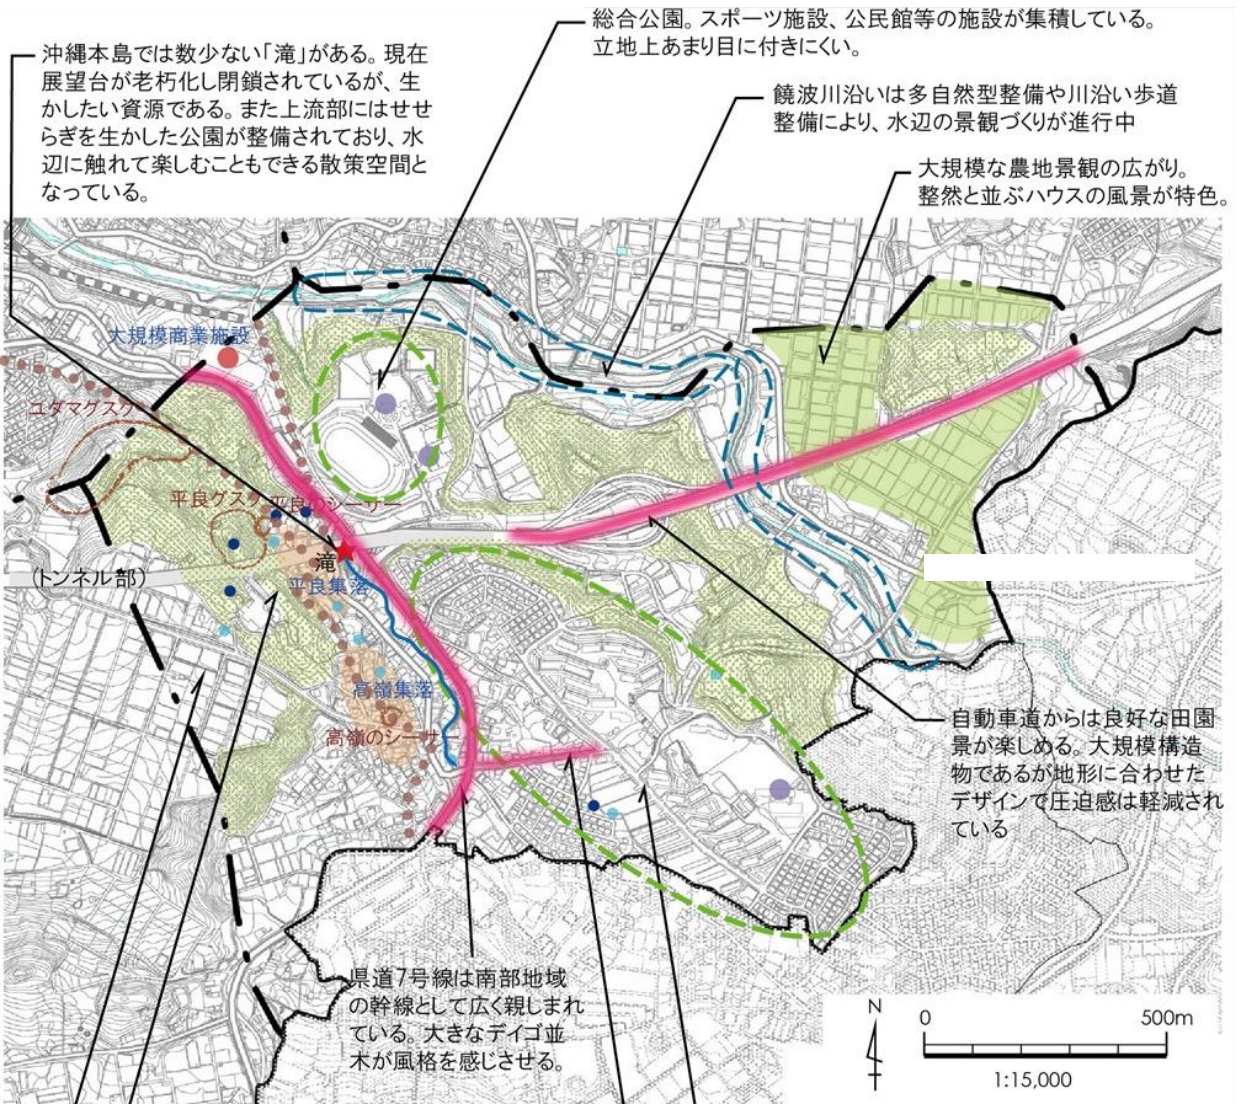 総合公園。スポーツ施設、公民館等の施設が集積している。
立地上あまり目に付きにくい。
沖縄本島では数少ない「滝」がある。現在
展望台が老朽化し閉鎖されているが、生
かしたい資源である。また上流部にはせせ
らぎを生かした公園が整備されており、水
辺に触れて楽しむこともできる散策空間と
なっている。
饒波川沿いは多自然型整備や川沿い歩道
整備により、水辺の景観づくりが進行中
大規模な農地景観の広がり。
整然と並ぶハウスの風景が特色。
大規模商業施設
ユダマグスク
平良グスク
平良のシーサー
滝
(トンネル部)
平良集落
高嶺集落
高嶺のシーサー
自動車道からは良好な田園
景が楽しめる。大規模構造
物であるが地形に合わせた
デザインで圧迫感は軽減され
ている
県道7号線は南部地域
の幹線として広く親しまれ
ている。大きなデイゴ並
木が風格を感じさせる。
N
0
500m
1:15,000